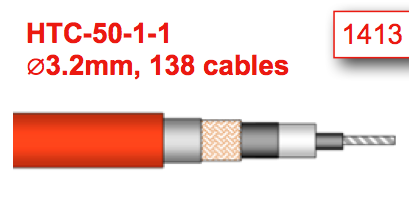 HTC-50-1-1
⌀3.2mm, 138 cables
1413